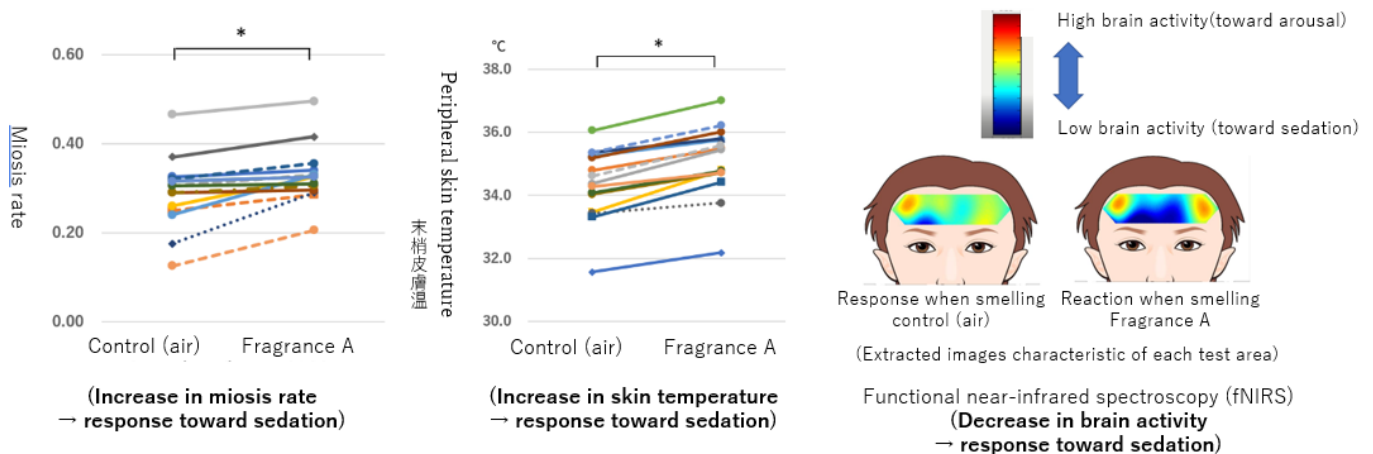 *
0.60
0.40
0.20
0.00
Miosis rate
Control (air)
Fragrance A
(Increase in miosis rate
→ response toward sedation)
*
℃
38.0
36.0
34.0
32.0
30.0
Peripheral skin temperature
末梢皮膚温
Control (air)
Fragrance A
(Increase in skin temperature
→ response toward sedation)
High brain activity(toward arousal)
Low brain activity (toward sedation)
Response when smelling
control (air)
Reaction when smelling
Fragrance A
(Extracted images characteristic of each test area)
Functional near-infrared spectroscopy (fNIRS)
(Decrease in brain activity
→ response toward sedation)